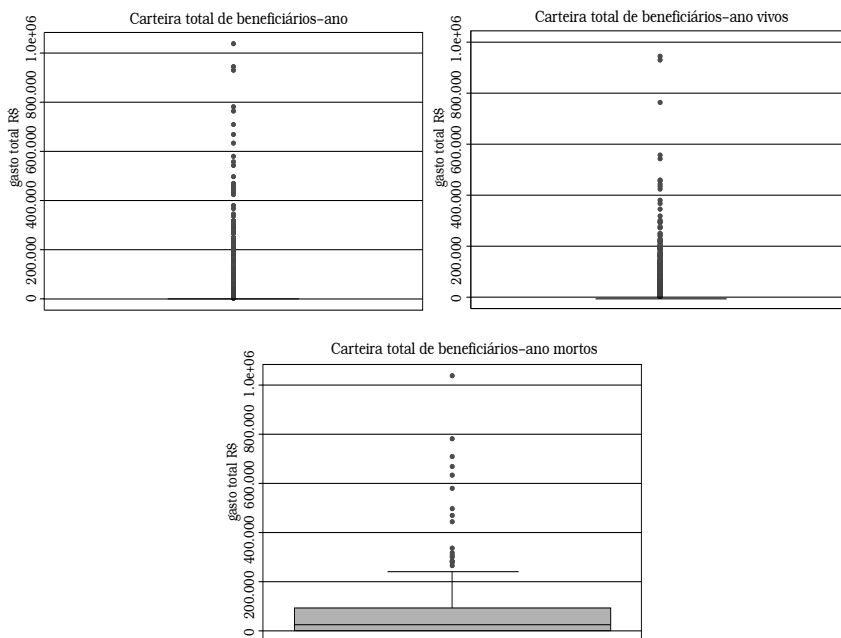 Carteira total de beneficiários–ano
gasto total R$
1.0e+06
800.000
600.000
400.000
200.000
0
Carteira total de beneficiários–ano vivos
gasto total R$
1.0e+06
800.000
600.000
400.000
200.000
0
Carteira total de beneficiários–ano mortos
gasto total R$
1.0e+06
800.000
600.000
400.000
200.000
0